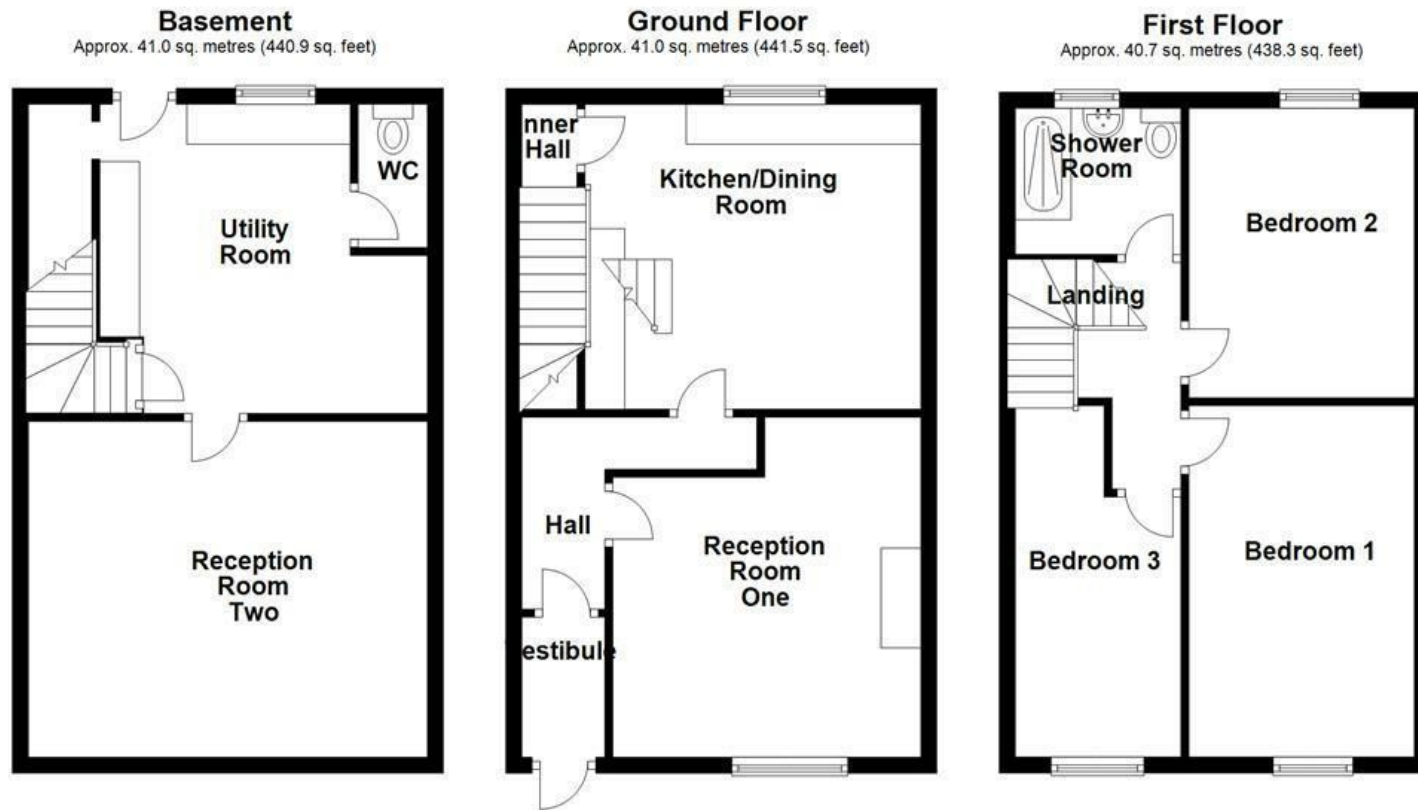 Basement
Approx. 41.0 sq. metres (440.9 sq. feet)
WC
Utility
Room
Reception
Room
Two
Ground Floor
Approx. 41.0 sq. metres (441.5 sq. feet)
nner
Hall
Kitchen/Dining
Room
Hall
Reception
Room
One
estibule
First Floor
Approx. 40.7 sq. metres (438.3 sq. feet)
Shower
Room
Bedroom 2
Landing
Bedroom 3
Bedroom 1